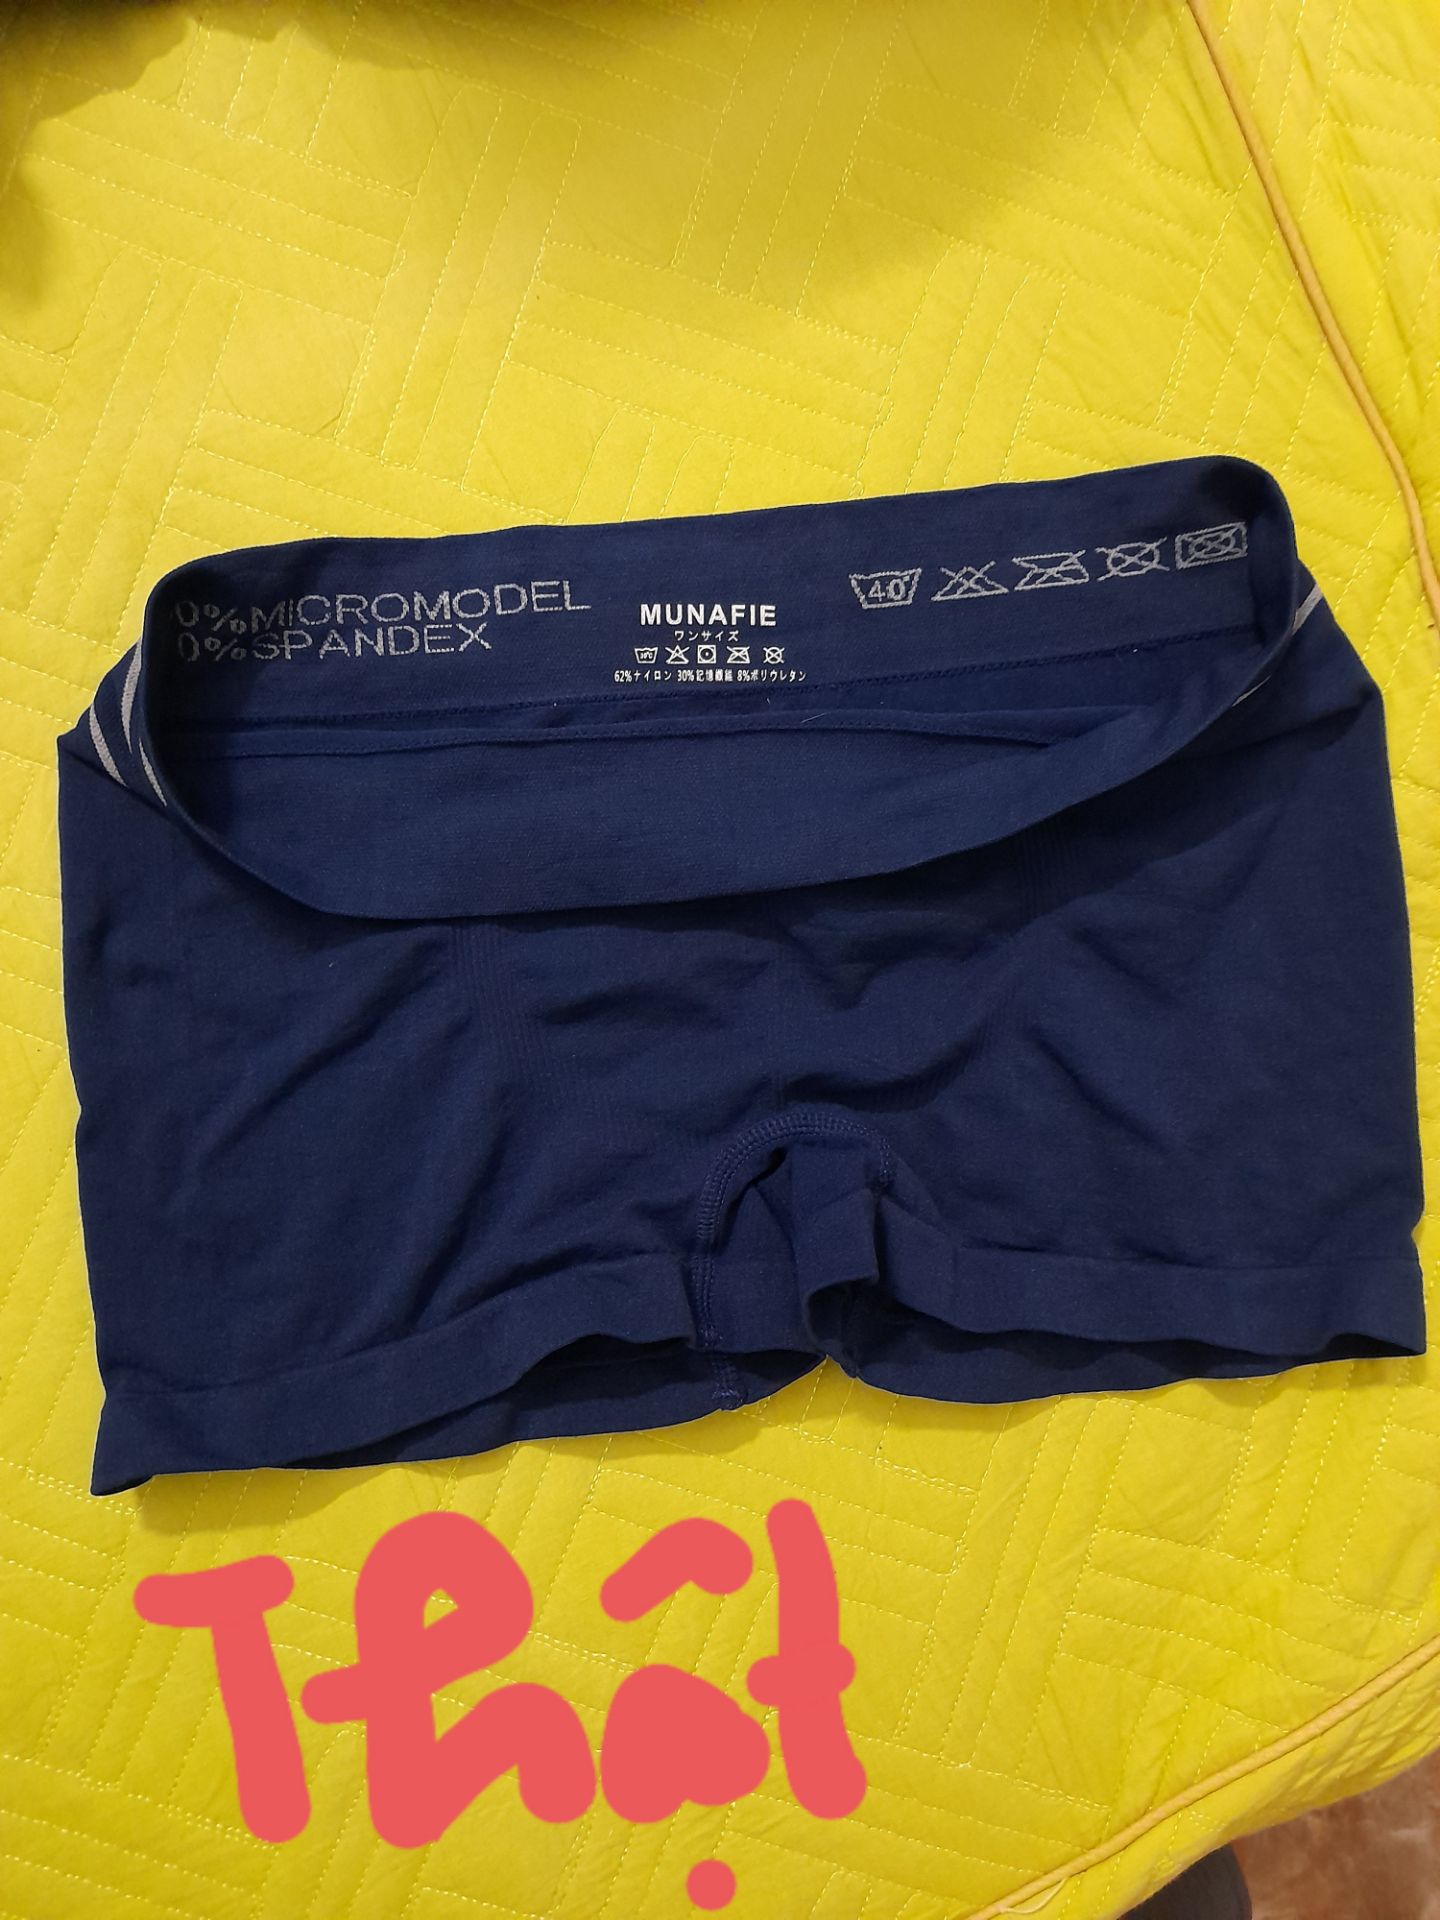 0%MICROMODEL
0%SPANDEX
MUNAFIE
ワンサイズ
62%ナイロン 30%記憶繊維 8%ポリウレタン
40
Thật